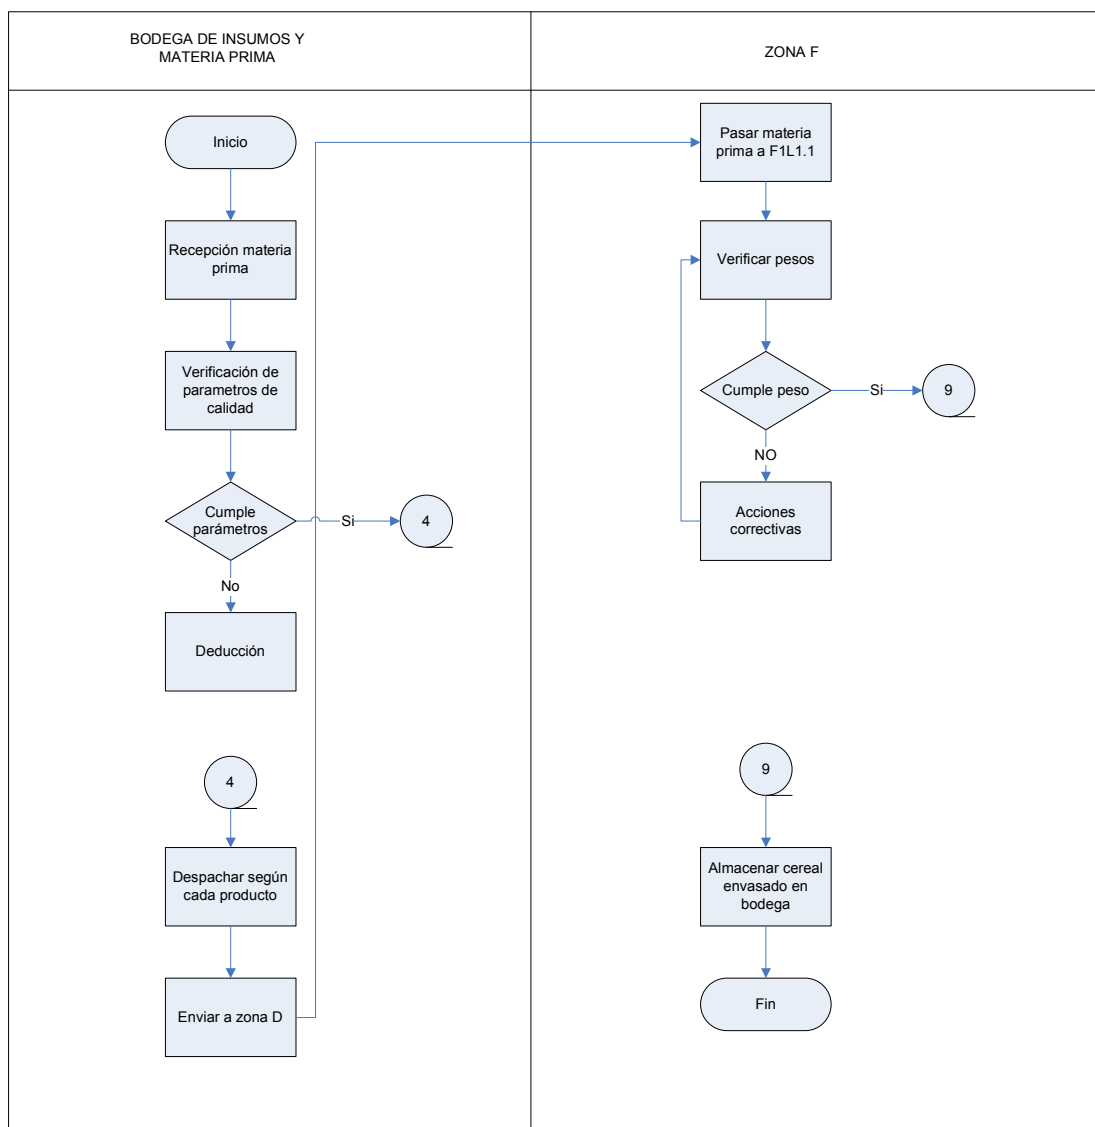 BODEGA DE INSUMOS Y
MATERIA PRIMA
ZONA F
Inicio
Recepción materia
prima
Verificación de
parametros de
calidad
Cumple
parámetros
Si
4
No
Deducción
4
Despachar según
cada producto
Enviar a zona D
Pasar materia
prima a F1L1.1
Verificar pesos
Cumple peso
Si
9
NO
Acciones
correctivas
9
Almacenar cereal
envasado en
bodega
Fin